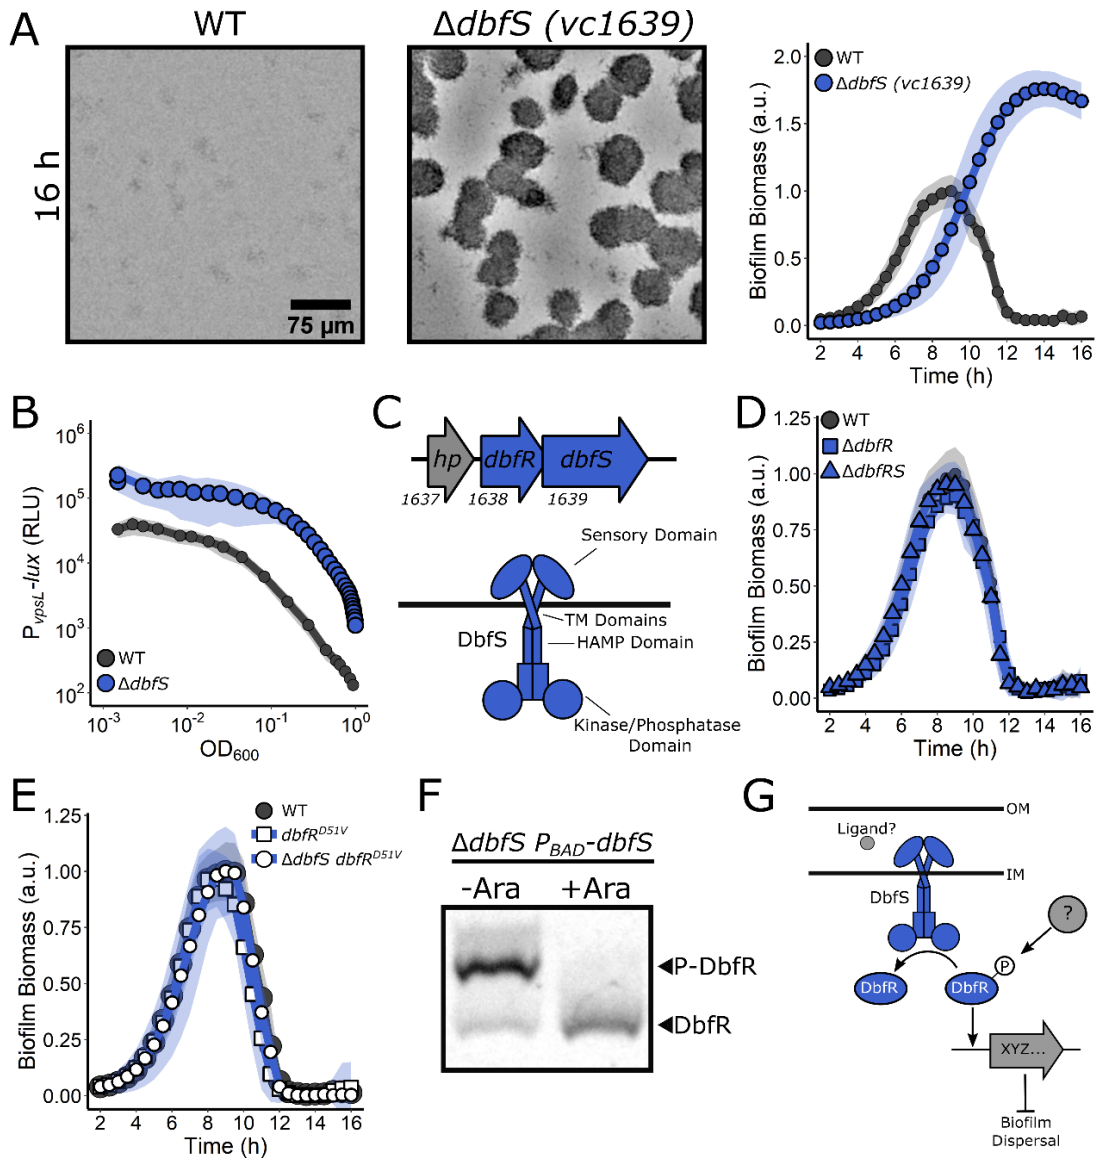 A
WT
ΔdbfS (vc1639)
16 h
75 µm
Biofilm Biomass (a.u.)
2.0
1.5
1.0
0.5
0.0
WT
ΔdbfS (vc1639)
2 4 6 8 10 12 14 16
Time (h)
B
P_vpsL-lux (RLU)
10^6
10^5
10^4
10^3
10^2
WT
ΔdbfS
10^-3 10^-2 10^-1 10^0
OD_600
C
hp dbfR dbfS
1637 1638 1639
Sensory Domain
TM Domains
DbfS
HAMP Domain
Kinase/Phosphatase
Domain
D
Biofilm Biomass (a.u.)
1.25
1.00
0.75
0.50
0.25
0.00
WT
ΔdbfR
ΔdbfRS
2 4 6 8 10 12 14 16
Time (h)
E
Biofilm Biomass (a.u.)
1.25
1.00
0.75
0.50
0.25
0.00
WT
dbfR^D51V
ΔdbfS dbfR^D51V
2 4 6 8 10 12 14 16
Time (h)
F
ΔdbfS P_BAD-dbfS
-Ara +Ara
P-DbfR
DbfR
G
OM
Ligand?
IM
DbfS
?
P
DbfR DbfR
XYZ...
Biofilm
Dispersal